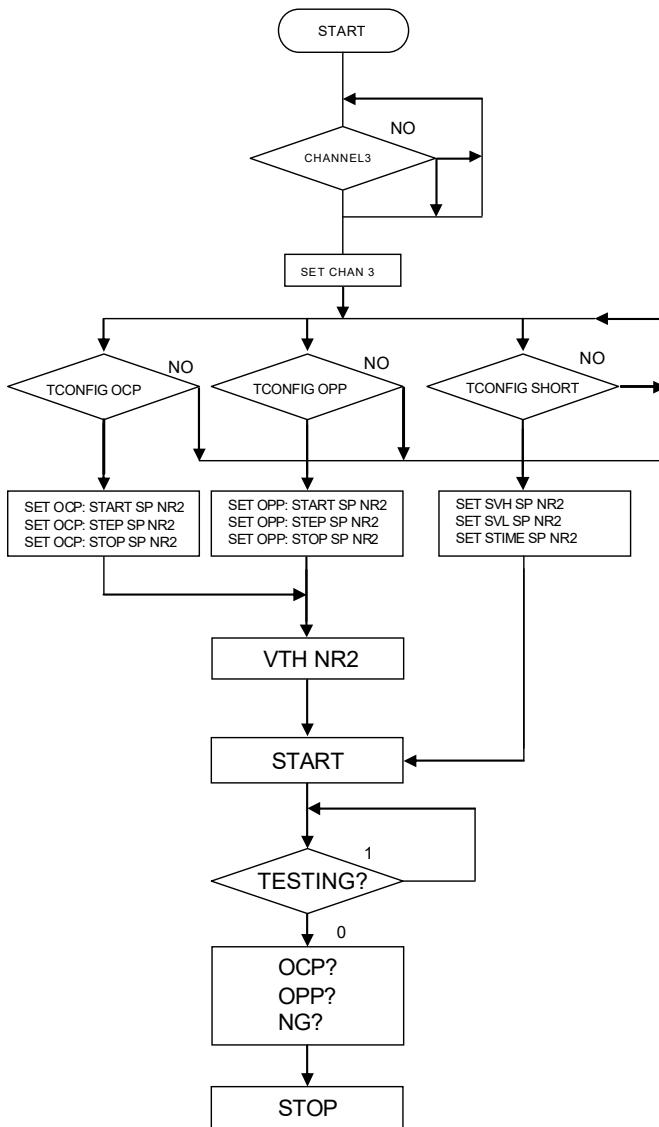 START
NO
CHANNEL3
SET CHAN 3
NO
TCONFIG OCP
NO
TCONFIG OPP
NO
TCONFIG SHORT
SET OCP: START SP NR2
SET OCP: STEP SP NR2
SET OCP: STOP SP NR2
SET OPP: START SP NR2
SET OPP: STEP SP NR2
SET OPP: STOP SP NR2
SET SVH SP NR2
SET SVL SP NR2
SET STIME SP NR2
VTH NR2
START
1
TESTING?
0
OCP?
OPP?
NG?
STOP